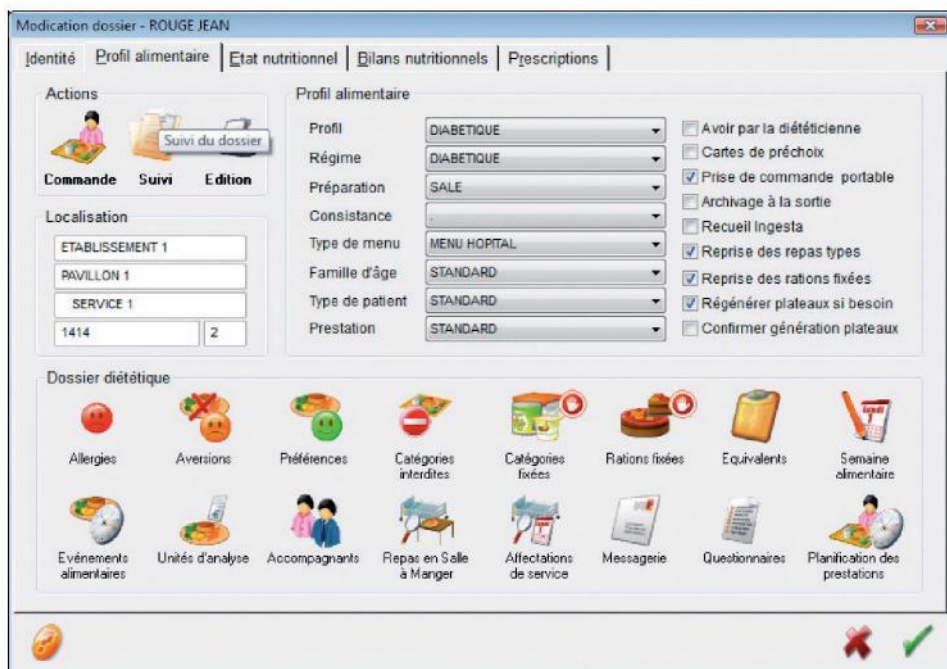 Modication dossier - ROUGE JEAN
Identité Profil alimentaire Etat nutritionnel Bilans nutritionnels Prescriptions
Actions
Suivi du dossier
Commande Suivi Edition
Localisation
ETABLISSEMENT 1
PAVILLON 1
SERVICE 1
1414 2
Profil alimentaire
Profil DIABETIQUE
Régime DIABETIQUE
Préparation SALE
Consistance .
Type de menu MENU HOPITAL
Famille d'âge STANDARD
Type de patient STANDARD
Prestation STANDARD
Avoir par la diététicienne
Cartes de préchoix
Prise de commande portable
Archivage à la sortie
Recueil Ingesta
Reprise des repas types
Reprise des rations fixées
Régénérer plateaux si besoin
Confirmer génération plateaux
Dossier diététique
Allergies Aversions Préférences Catégories interdites Catégories fixées Rations fixées Equivalents Semaine alimentaire
Evénements alimentaires Unités d'analyse Accompagnants Repas en Salle à Manger Affectations de service Messagerie Questionnaires Planification des prestations